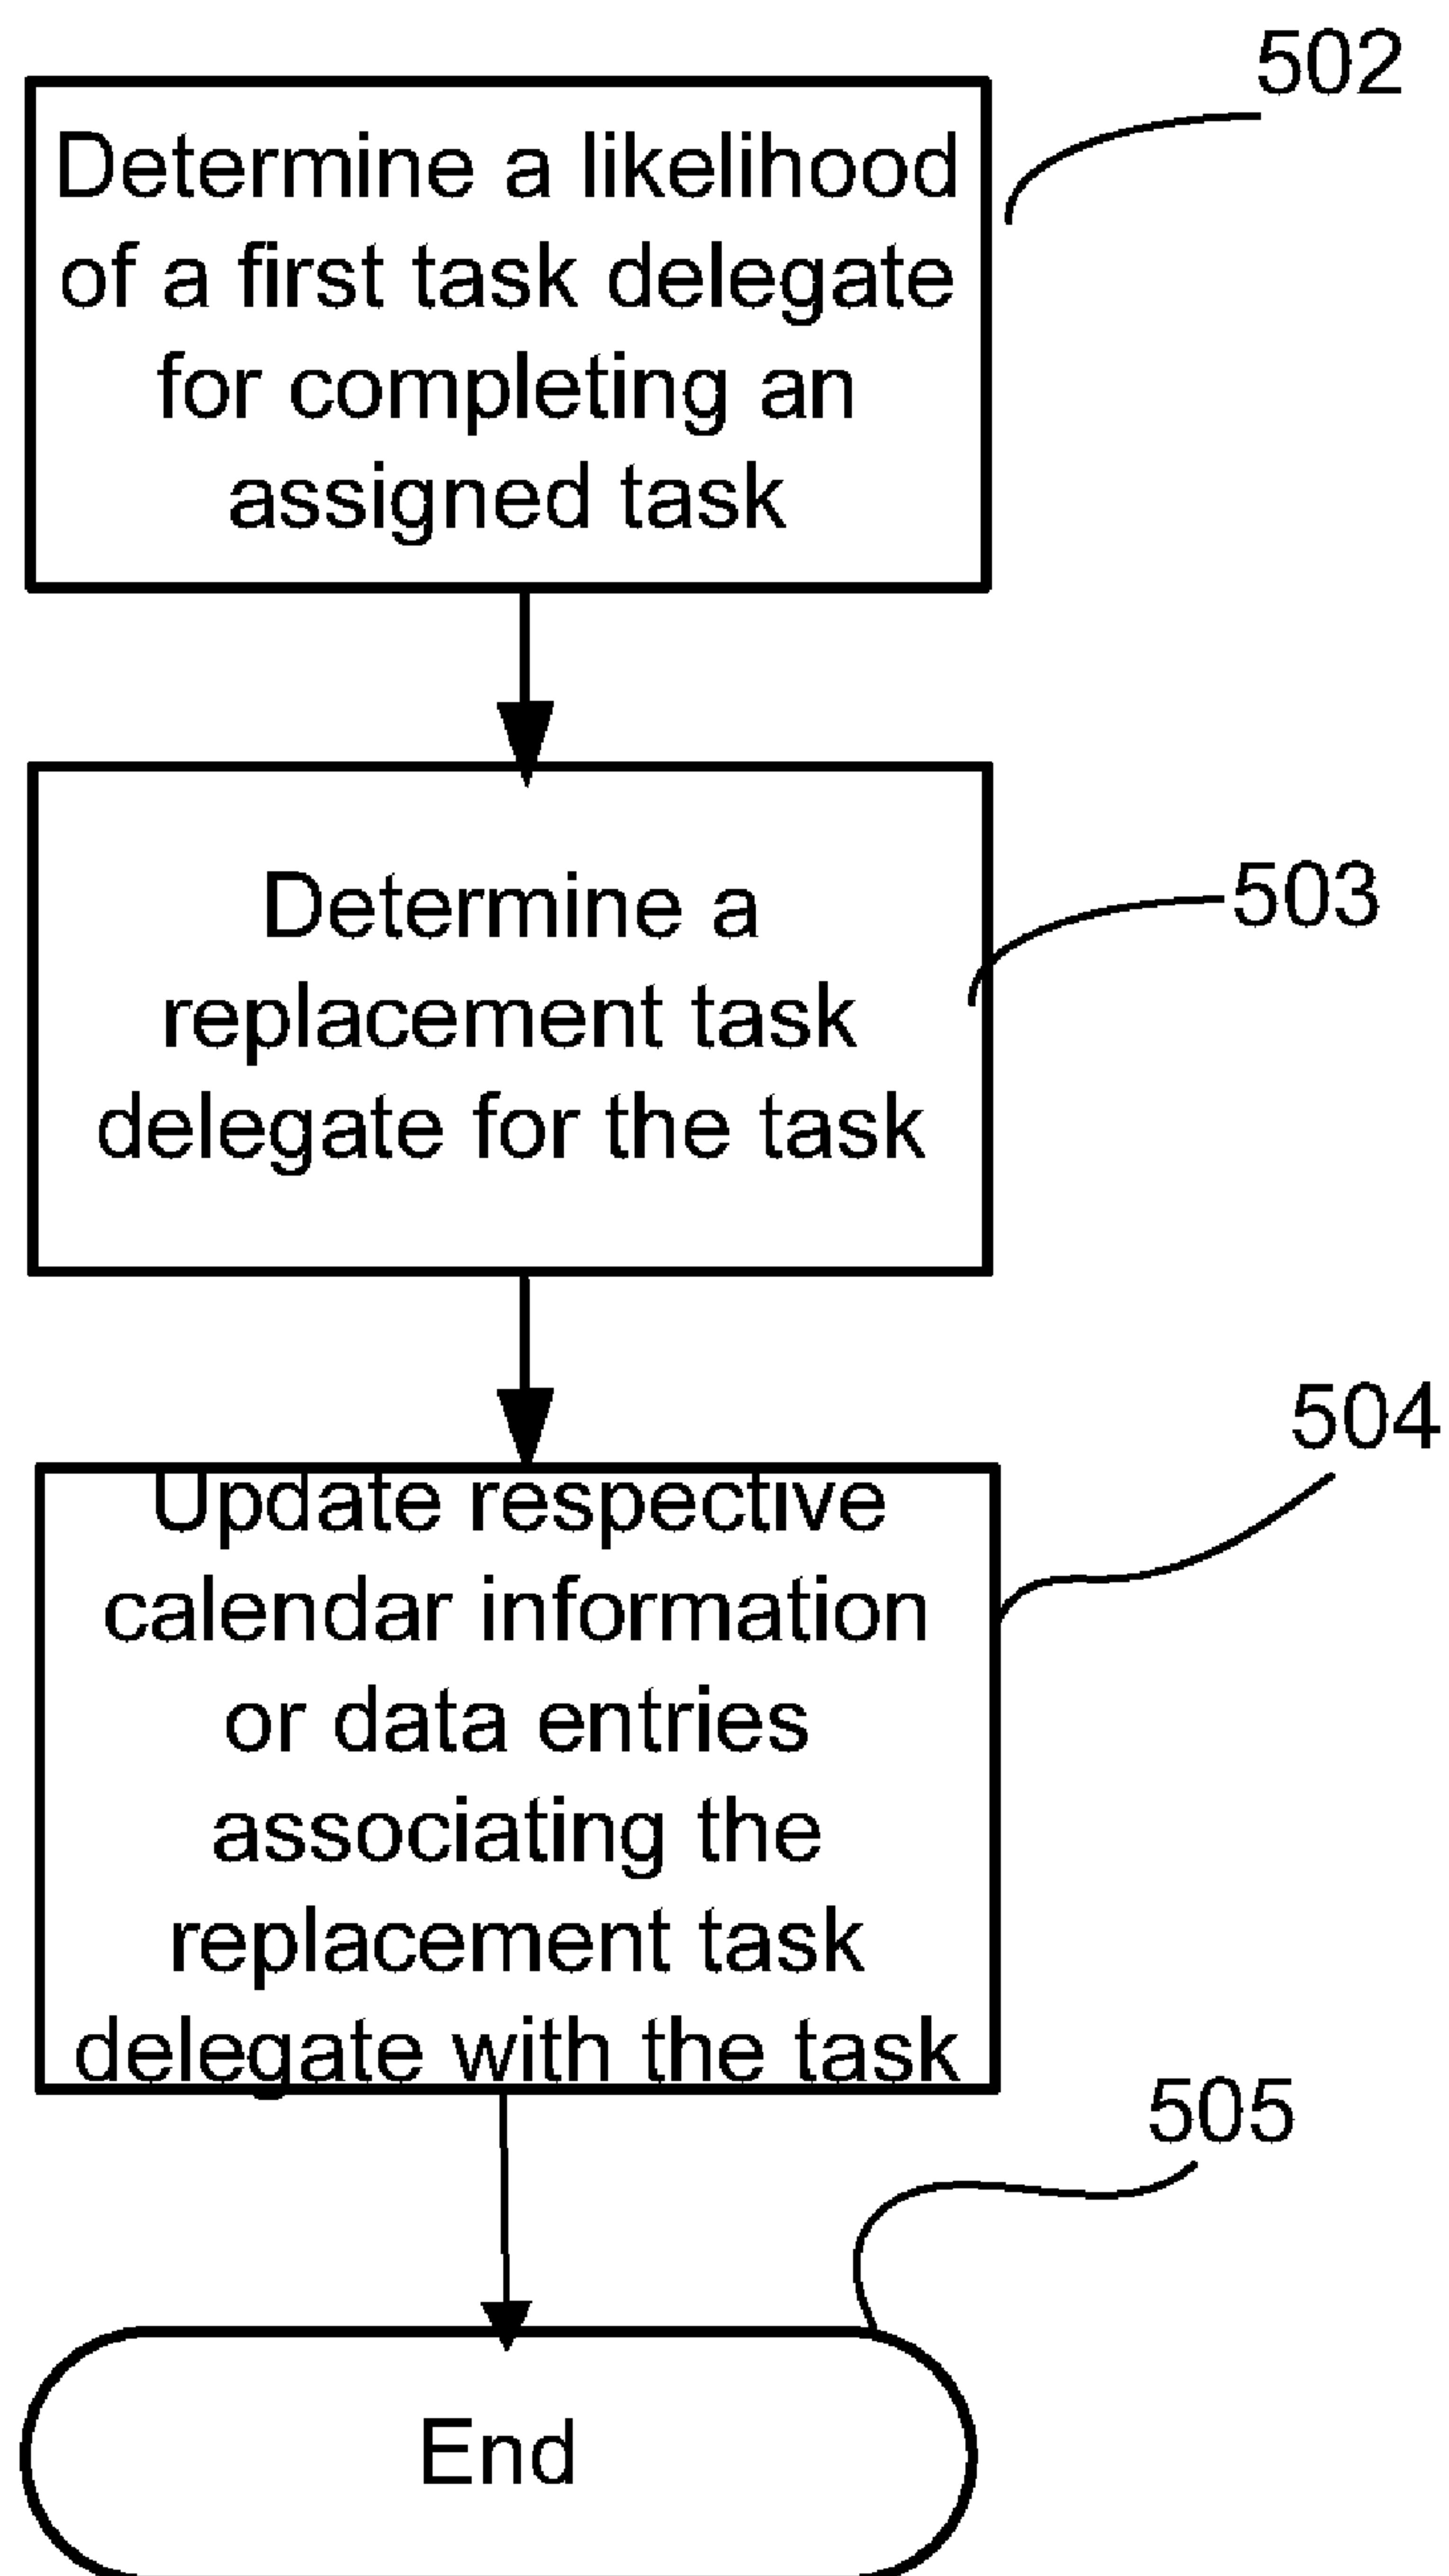 502
Determine a likelihood
of a first task delegate
for completing an
assigned task
503
Determine a
replacement task
delegate for the task
504
Update respective
calendar information
or data entries
associating the
replacement task
delegate with the task
505
End